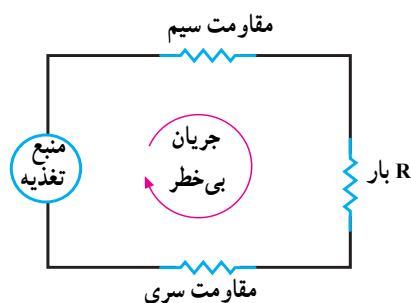 مقاومت سیم
منبع
تغذیه
جریان
بی‌خطر
R بار
مقاومت سری